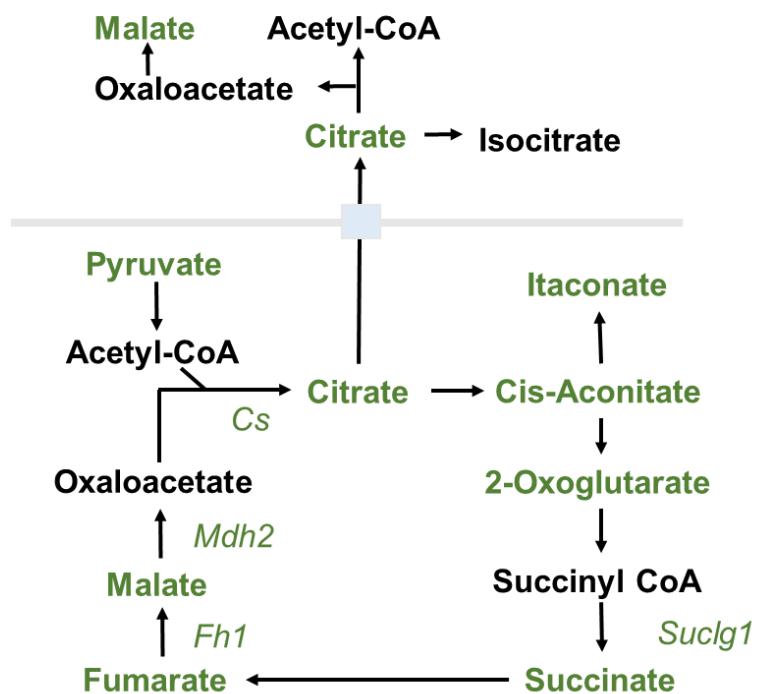 Malate
Acetyl-CoA
Oxaloacetate
Citrate
Isocitrate
Pyruvate
Itaconate
Acetyl-CoA
Citrate
Cis-Aconitate
Cs
Oxaloacetate
2-Oxoglutarate
Mdh2
Malate
Succinyl CoA
Fh1
Suclg1
Fumarate
Succinate